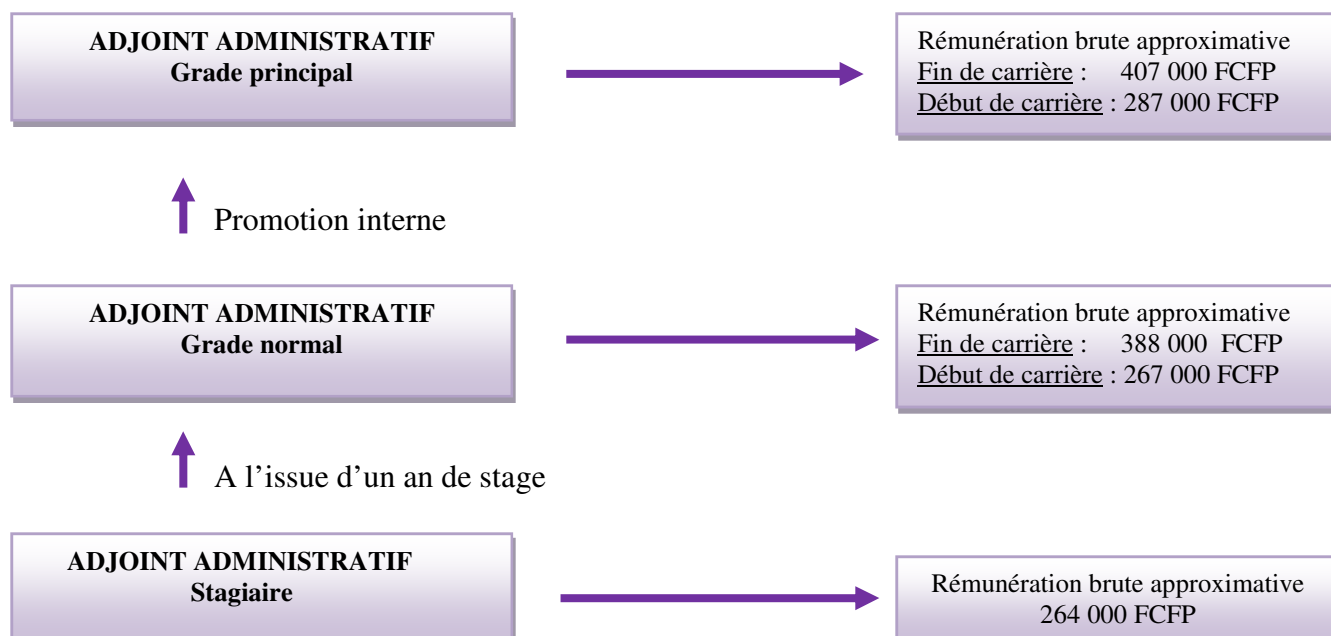 ADJOINT ADMINISTRATIF
Grade principal
Rémunération brute approximative
Fin de carrière : 407 000 FCFP
Début de carrière : 287 000 FCFP
Promotion interne
ADJOINT ADMINISTRATIF
Grade normal
Rémunération brute approximative
Fin de carrière : 388 000 FCFP
Début de carrière : 267 000 FCFP
A l’issue d’un an de stage
ADJOINT ADMINISTRATIF
Stagiaire
Rémunération brute approximative
264 000 FCFP